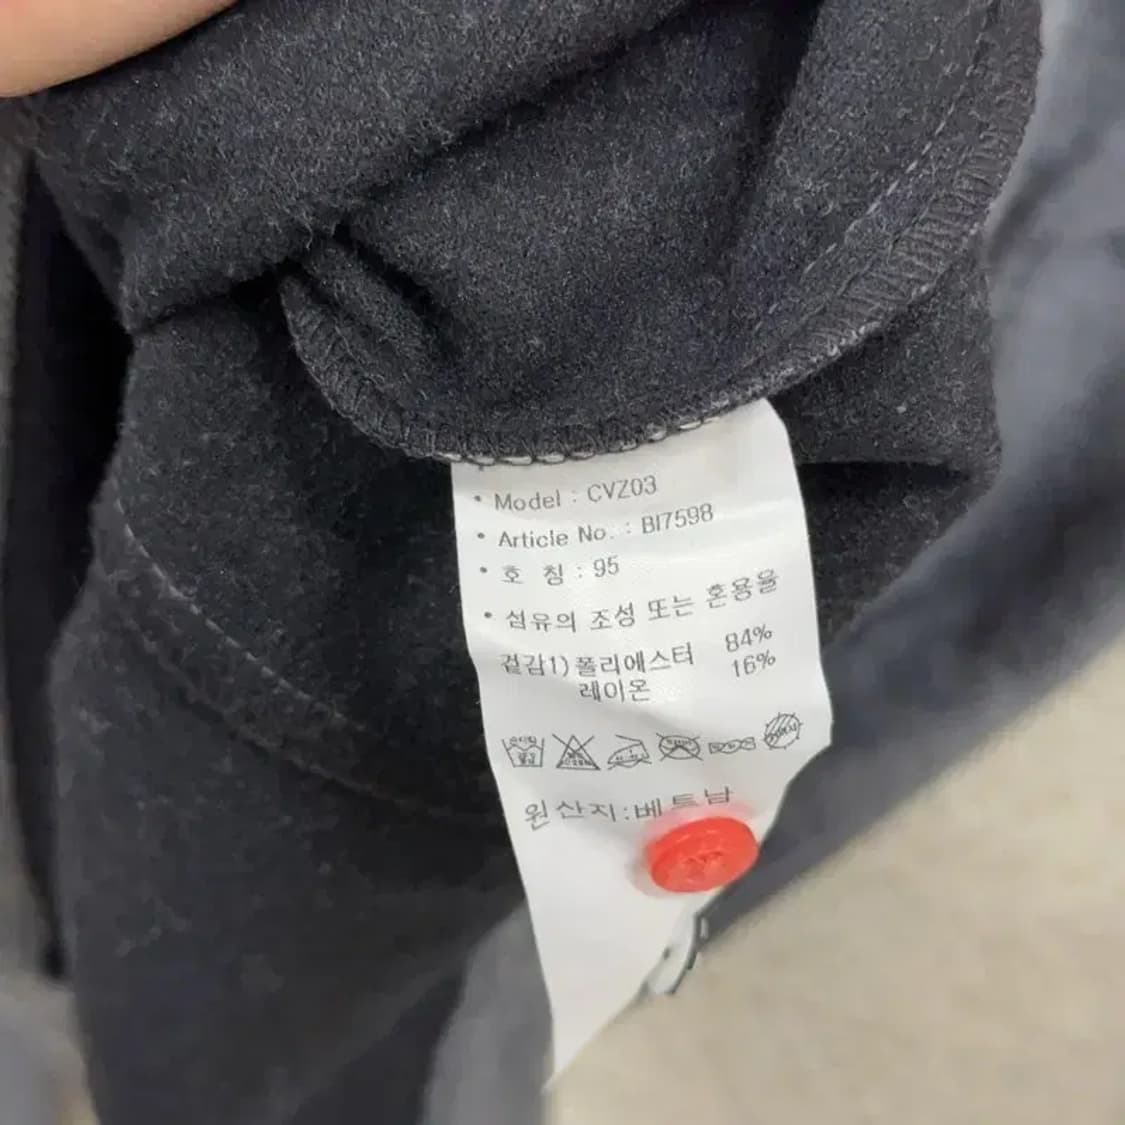 • Model : CVZ03
• Article No. : BI7598
• 호 칭 : 95
• 섬유의 조성 또는 혼용율
겉감1) 폴리에스터 84%
레이온 16%
원산지:베트남